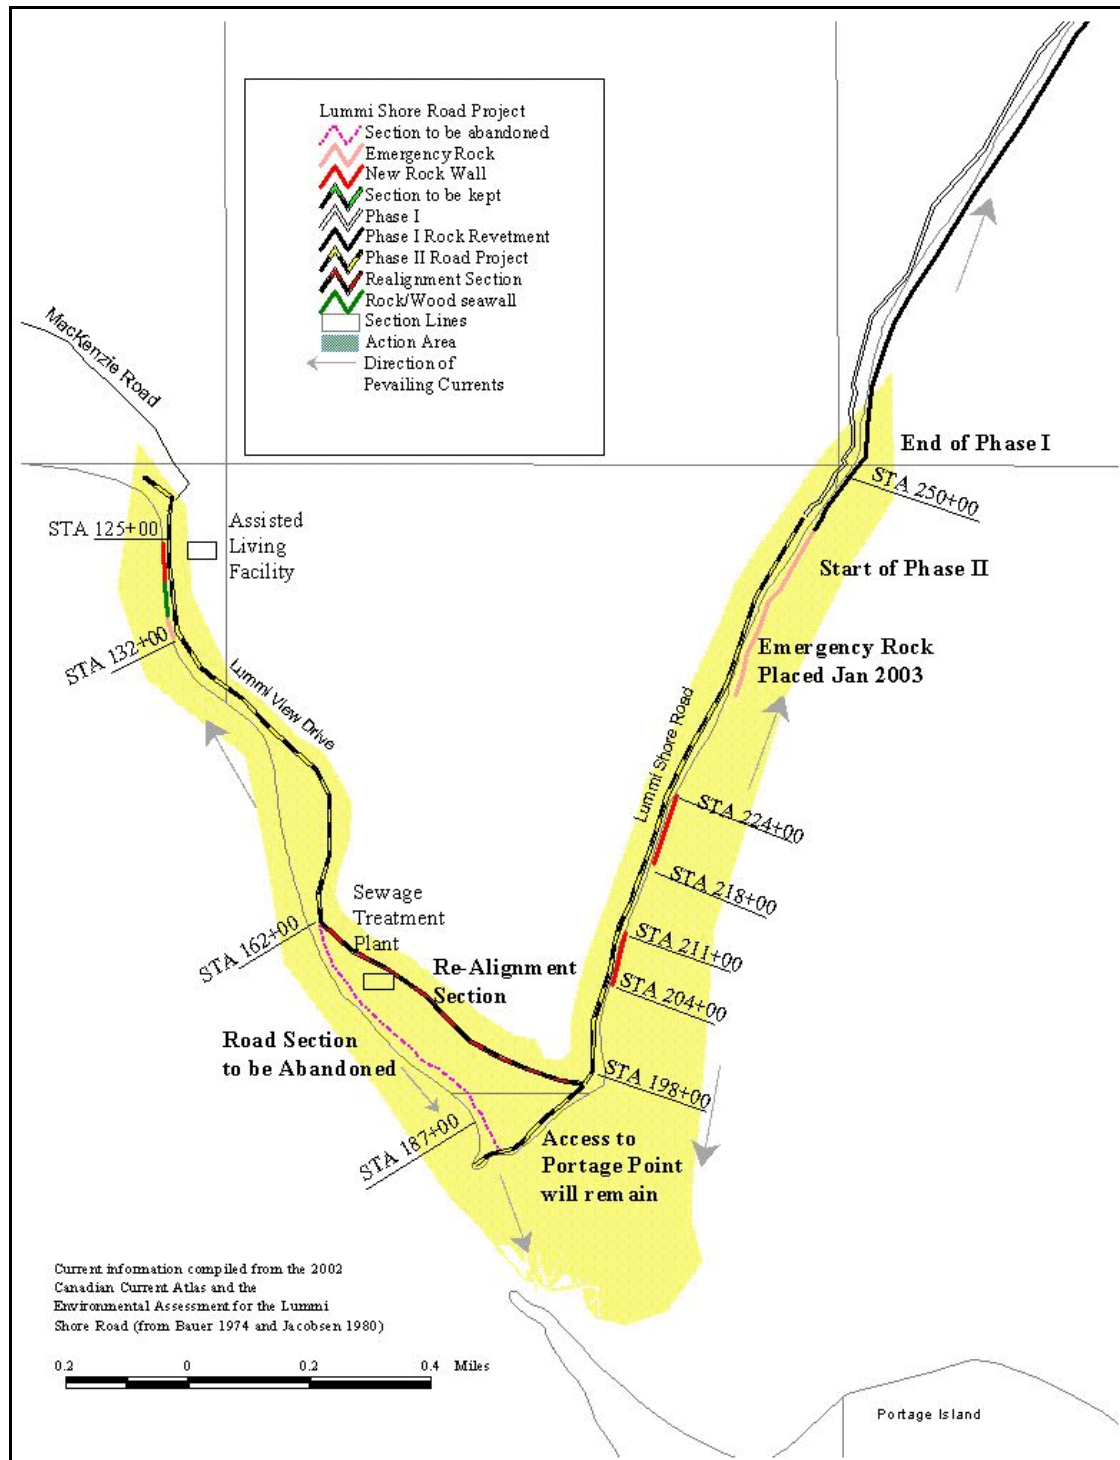 Lummi Shore Road Project
Section to be abandoned
Emergency Rock
New Rock Wall
Section to be kept
Phase I
Phase I Rock Revetment
Phase II Road Project
Realignment Section
Rock/Wood seawall
Section Lines
Action Area
Direction of
Pevailing Currents
MacKenzie Road
End of Phase I
STA 250+00
STA 125+00
Assisted
Living
Facility
Start of Phase II
STA 132+00
Lummi View Drive
Emergency Rock
Placed Jan 2003
Lummi Shore Road
STA 224+00
STA 218+00
Sewage
Treatment
Plant
STA 162+00
STA 211+00
Re-Alignment
Section
STA 204+00
Road Section
to be Abandoned
STA 198+00
STA 187+00
Access to
Portage Point
will remain
Current information compiled from the 2002
Canadian Current Atlas and the
Environmental Assessment for the Lummi
Shore Road (from Bauer 1974 and Jacobsen 1980)
0.2 0 0.2 0.4 Miles
Portage Island